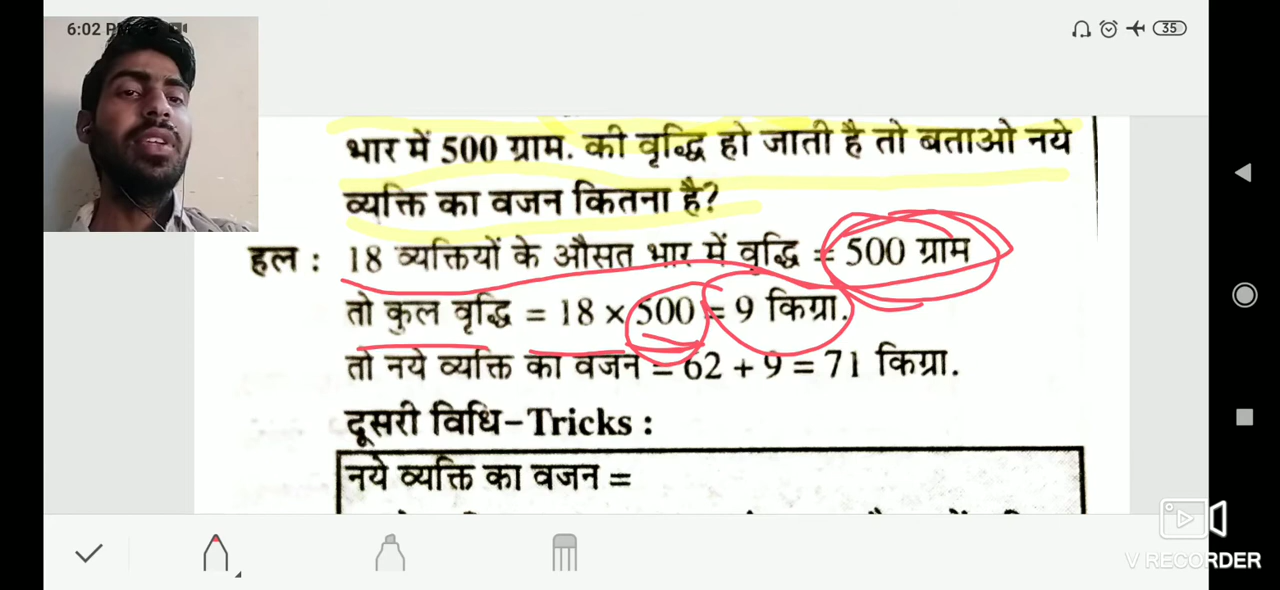 6:02 P
35
भार में 500 ग्राम. की वृद्धि हो जाती है तो बताओ नये
व्यक्ति का वजन कितना है?
हल : 18 व्यक्तियों के औसत भार में वृद्धि = 500 ग्राम
तो कुल वृद्धि = 18 × 500 = 9 किग्रा.
तो नये व्यक्ति का वजन = 62 + 9 = 71 किग्रा.
दूसरी विधि-Tricks :
नये व्यक्ति का वजन =
V RECORDER